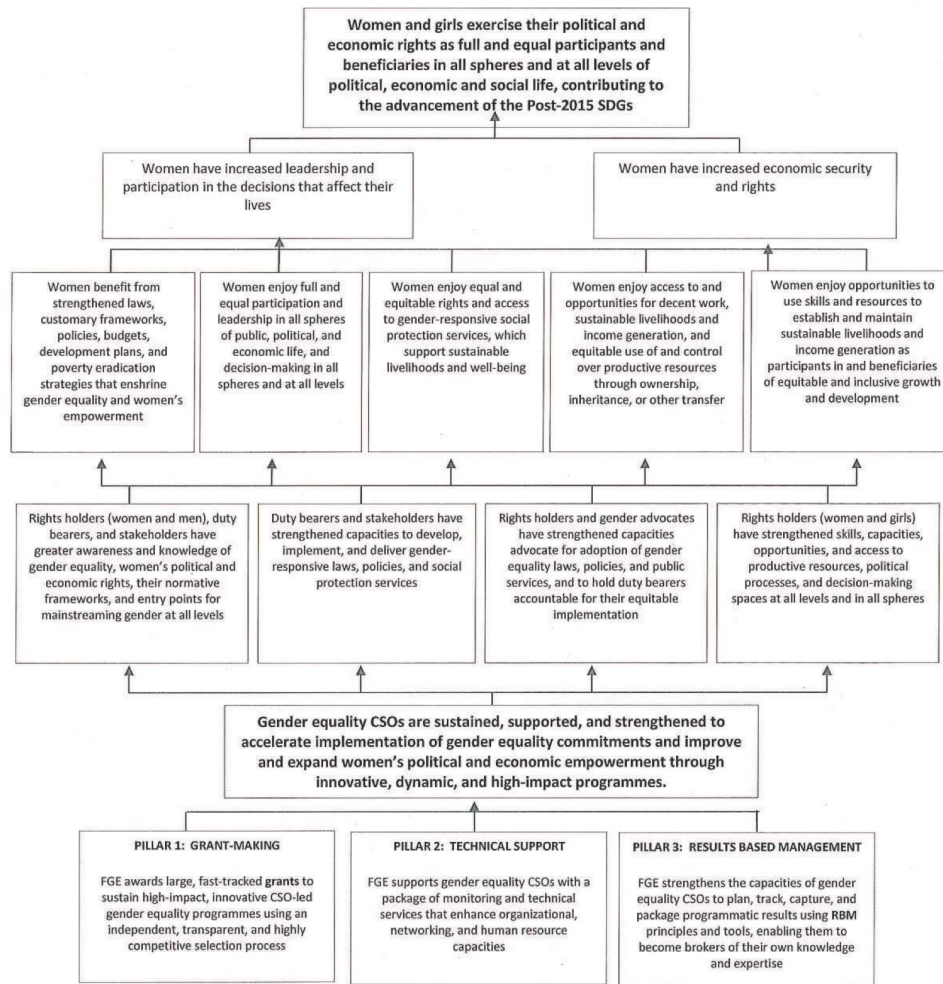 Women and girls exercise their political and
economic rights as full and equal participants and
beneficiaries in all spheres and at all levels of
political, economic and social life, contributing to
the advancement of the Post-2015 SDGs
Women have increased leadership and
participation in the decisions that affect their
lives
Women have increased economic security
and rights
Women benefit from
strengthened laws,
customary frameworks,
policies, budgets,
development plans, and
poverty eradication
strategies that enshrine
gender equality and women's
empowerment
Women enjoy full and
equal participation and
leadership in all spheres
of public, political, and
economic life, and
decision-making in all
spheres and at all levels
Women enjoy equal and
equitable rights and access
to gender-responsive social
protection services, which
support sustainable
livelihoods and well-being
Women enjoy access to and
opportunities for decent work,
sustainable livelihoods and
income generation, and
equitable use of and control
over productive resources
through ownership,
inheritance, or other transfer
Women enjoy opportunities to
use skills and resources to
establish and maintain
sustainable livelihoods and
income generation as
participants in and beneficiaries
of equitable and inclusive growth
and development
Rights holders (women and men), duty
bearers, and stakeholders have
greater awareness and knowledge of
gender equality, women's political and
economic rights, their normative
frameworks, and entry points for
mainstreaming gender at all levels
Duty bearers and stakeholders have
strengthened capacities to develop,
implement, and deliver gender-
responsive laws, policies, and social
protection services
Rights holders and gender advocates
have strengthened capacities
advocate for adoption of gender
equality laws, policies, and public
services, and to hold duty bearers
accountable for their equitable
implementation
Rights holders (women and girls)
have strengthened skills, capacities,
opportunities, and access to
productive resources, political
processes, and decision-making
spaces at all levels and in all spheres
Gender equality CSOs are sustained, supported, and strengthened to
accelerate implementation of gender equality commitments and improve
and expand women's political and economic empowerment through
innovative, dynamic, and high-impact programmes.
PILLAR 1: GRANT-MAKING
FGE awards large, fast-tracked grants to
sustain high-impact, innovative CSO-led
gender equality programmes using an
independent, transparent, and highly
competitive selection process
PILLAR 2: TECHNICAL SUPPORT
FGE supports gender equality CSOs with a
package of monitoring and technical
services that enhance organizational,
networking, and human resource
capacities
PILLAR 3: RESULTS BASED MANAGEMENT
FGE strengthens the capacities of gender
equality CSOs to plan, track, capture, and
package programmatic results using RBM
principles and tools, enabling them to
become brokers of their own knowledge
and expertise